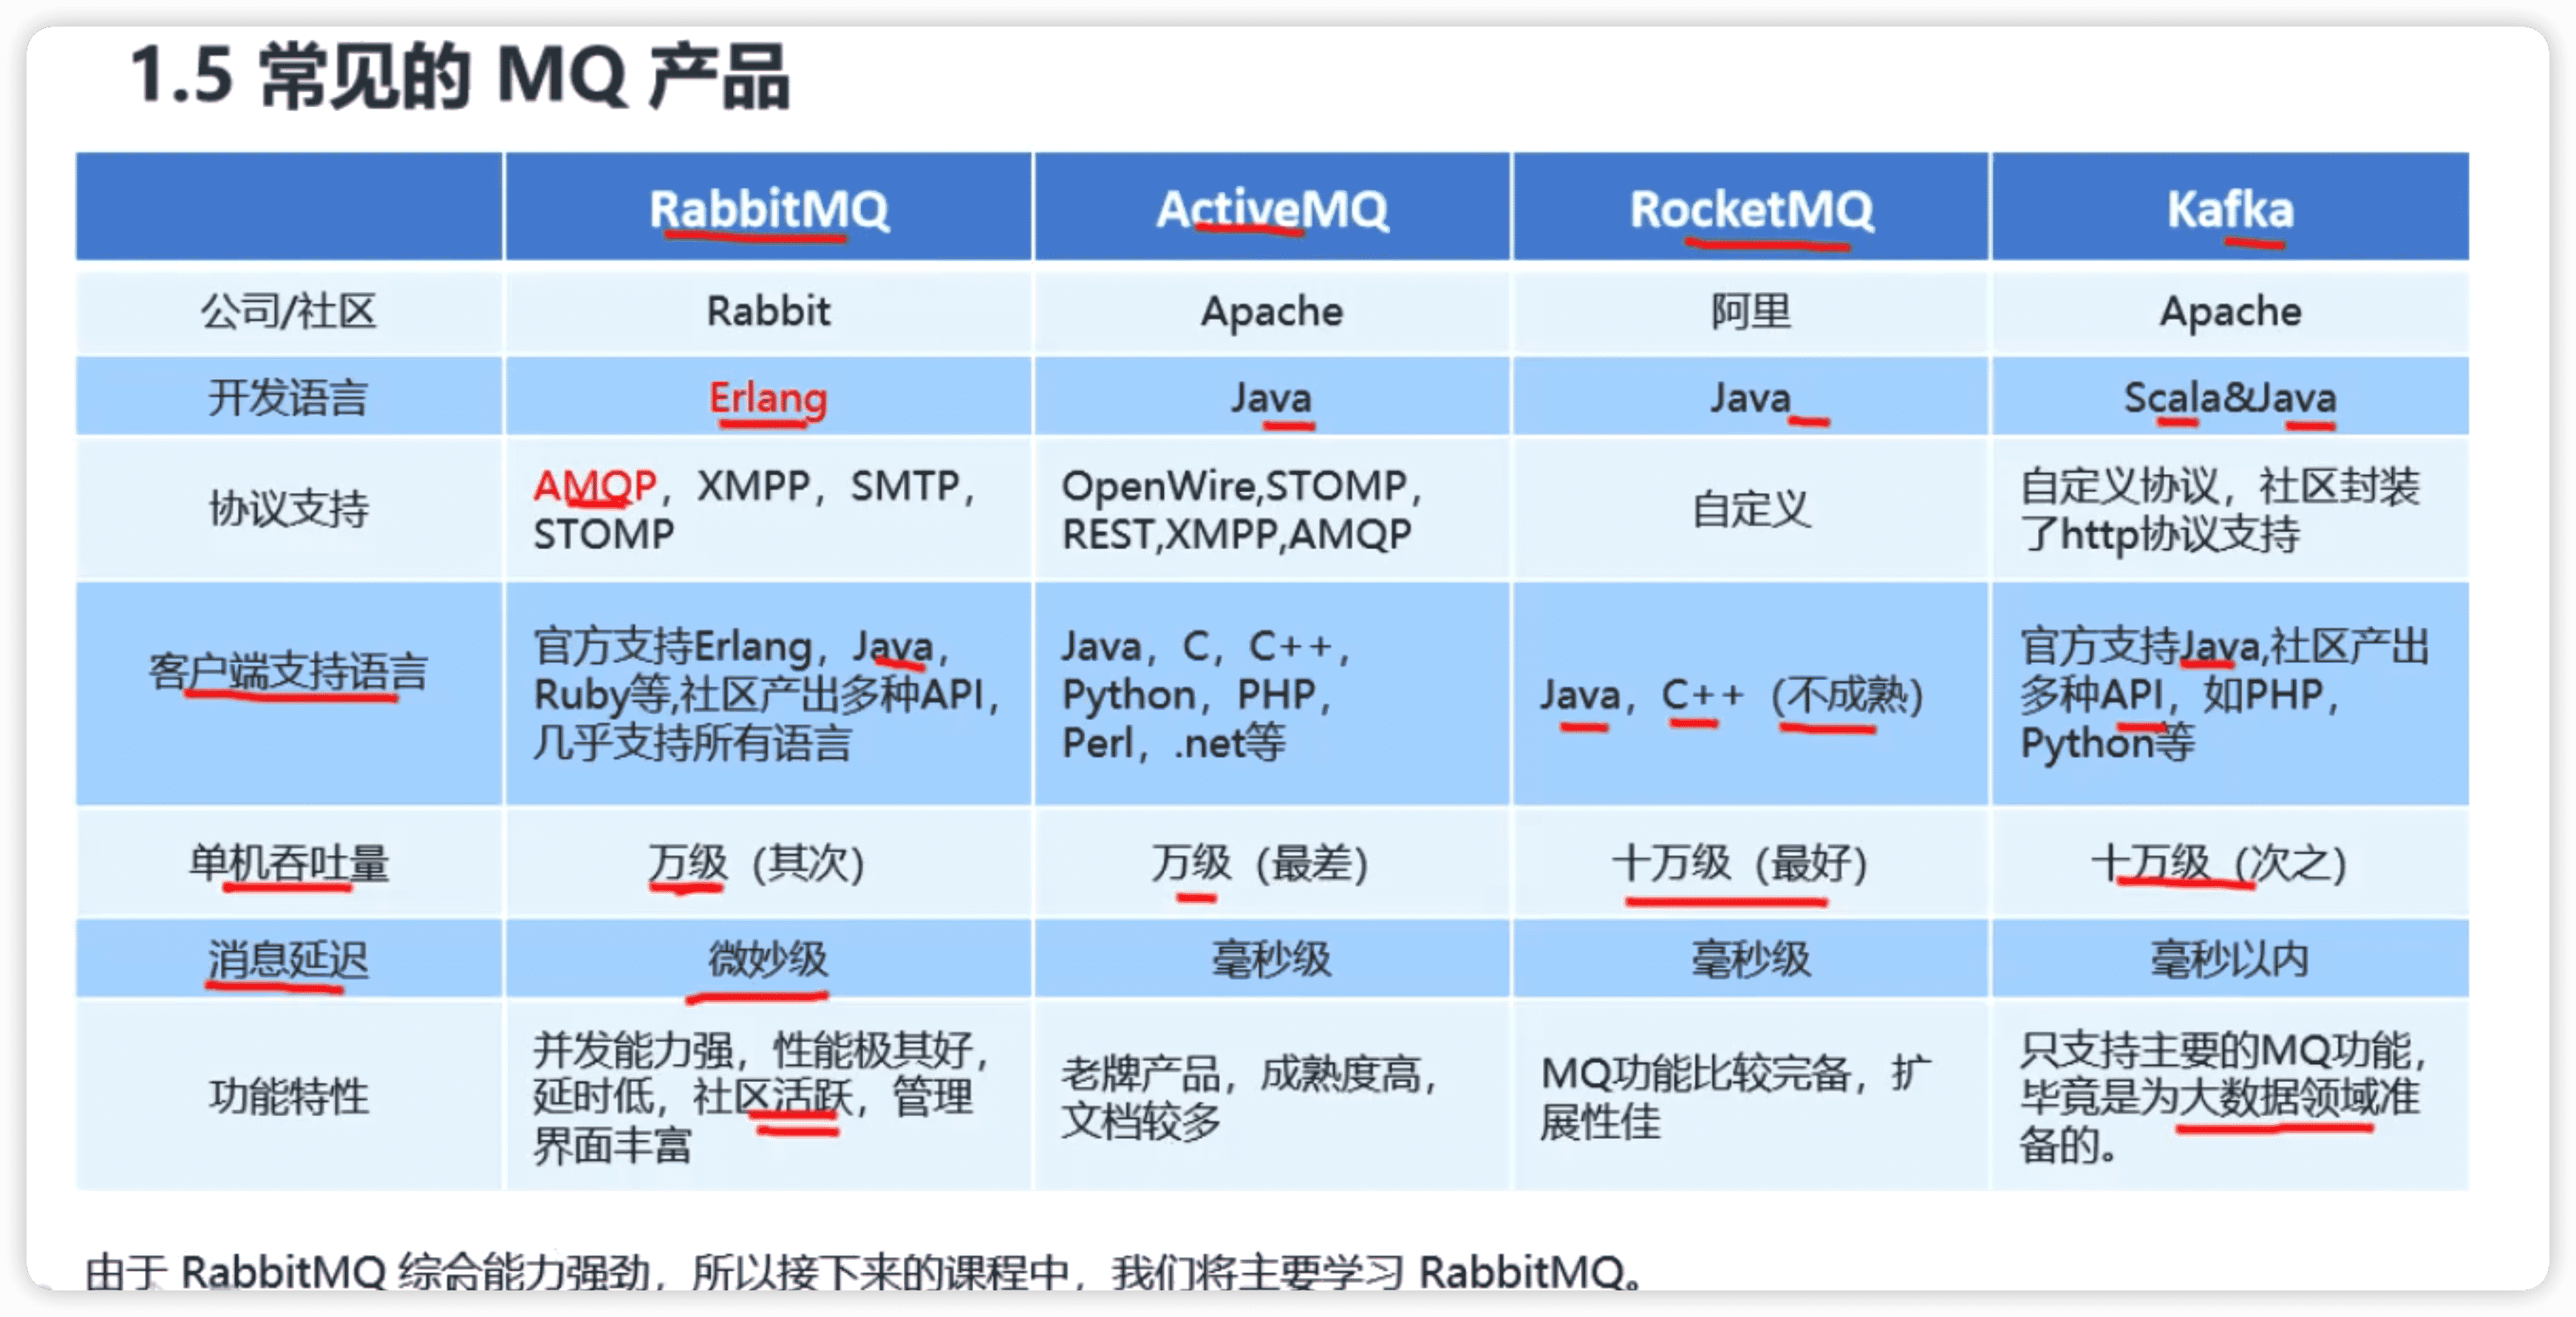 1.5 常见的 MQ 产品
RabbitMQ ActiveMQ RocketMQ Kafka
公司/社区 Rabbit Apache 阿里 Apache
开发语言 Erlang Java Java Scala&Java
协议支持
AMQP，XMPP，SMTP，
STOMP
OpenWire,STOMP，
REST,XMPP,AMQP
自定义
自定义协议，社区封装
了http协议支持
客户端支持语言
官方支持Erlang，Java，
Ruby等,社区产出多种API，
几乎支持所有语言
Java，C，C++，
Python，PHP，
Perl，.net等
Java，C++（不成熟）
官方支持Java,社区产出
多种API，如PHP，
Python等
单机吞吐量 万级（其次） 万级（最差） 十万级（最好） 十万级（次之）
消息延迟 微妙级 毫秒级 毫秒级 毫秒以内
功能特性
并发能力强，性能极其好，
延时低，社区活跃，管理
界面丰富
老牌产品，成熟度高，
文档较多
MQ功能比较完备，扩
展性佳
只支持主要的MQ功能，
毕竟是为大数据领域准
备的。
由于 RabbitMQ 综合能力强劲，所以接下来的课程中，我们将主要学习 RabbitMQ。